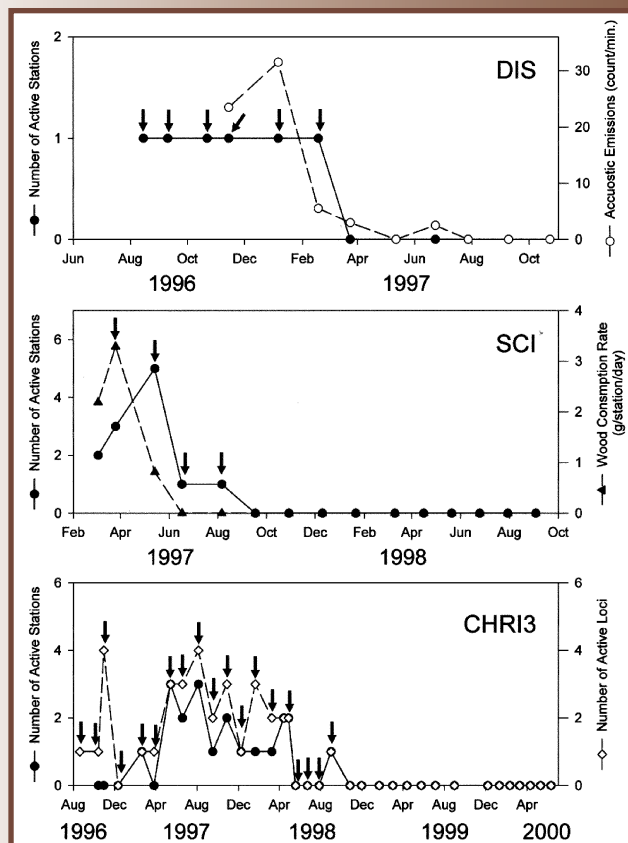 DIS
Number of Active Stations
2
1
0
Accuostic Emissions (count/min.)
30
20
10
0
Jun Aug Oct Dec Feb Apr Jun Aug Oct
1996 1997
SCI
Number of Active Stations
6
4
2
0
Wood Consmption Rate
(g/station/day)
4
3
2
1
0
Feb Apr Jun Aug Oct Dec Feb Apr Jun Aug Oct
1997 1998
CHRI3
Number of Active Stations
6
4
2
0
Number of Active Loci
6
4
2
0
Aug Dec Apr Aug Dec Apr Aug Dec Apr Aug Dec Apr
1996 1997 1998 1999 2000